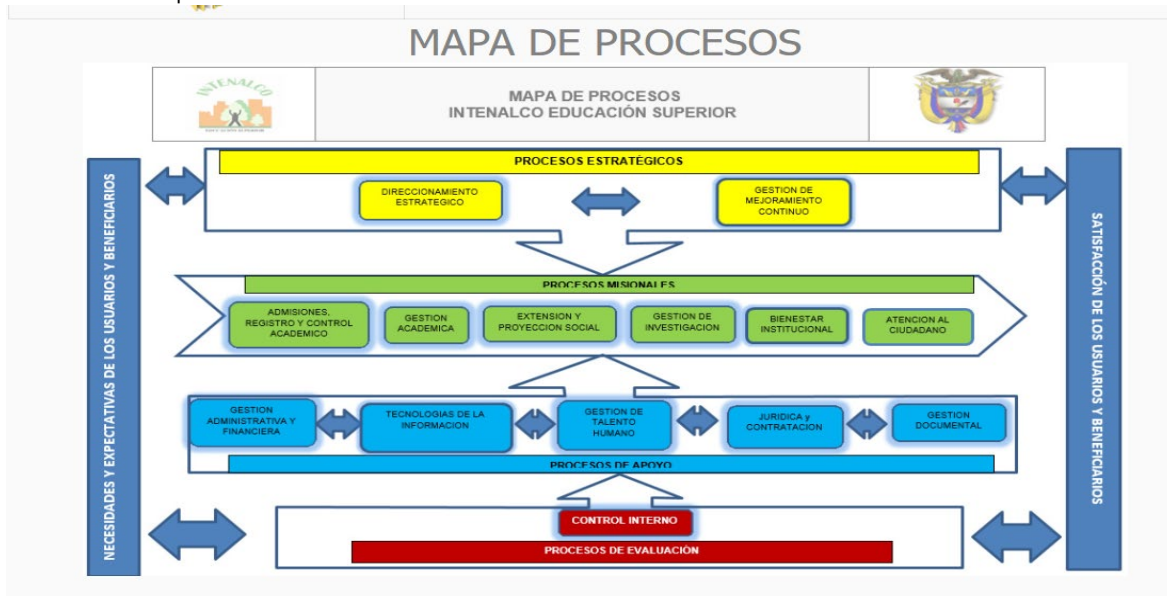 MAPA DE PROCESOS
INTENALCO
EDUCACION SUPERIOR
MAPA DE PROCESOS
INTENALCO EDUCACIÓN SUPERIOR
NECESIDADES Y EXPECTATIVAS DE LOS USUARIOS Y BENEFICIARIOS
PROCESOS ESTRATÉGICOS
DIRECCIONAMIENTO
ESTRATEGICO
GESTION DE
MEJORAMIENTO
CONTINUO
PROCESOS MISIONALES
ADMISIONES,
REGISTRO Y CONTROL
ACADEMICO
GESTION
ACADEMICA
EXTENSION Y
PROYECCION SOCIAL
GESTION DE
INVESTIGACION
BIENESTAR
INSTITUCIONAL
ATENCION AL
CIUDADANO
GESTION
ADMINISTRATIVA Y
FINANCIERA
TECNOLOGIAS DE LA
INFORMACION
GESTION DE
TALENTO
HUMANO
JURIDICA y
CONTRATACION
GESTION
DOCUMENTAL
PROCESOS DE APOYO
CONTROL INTERNO
PROCESOS DE EVALUACIÓN
SATISFACCIÓN DE LOS USUARIOS Y BENEFICIARIOS